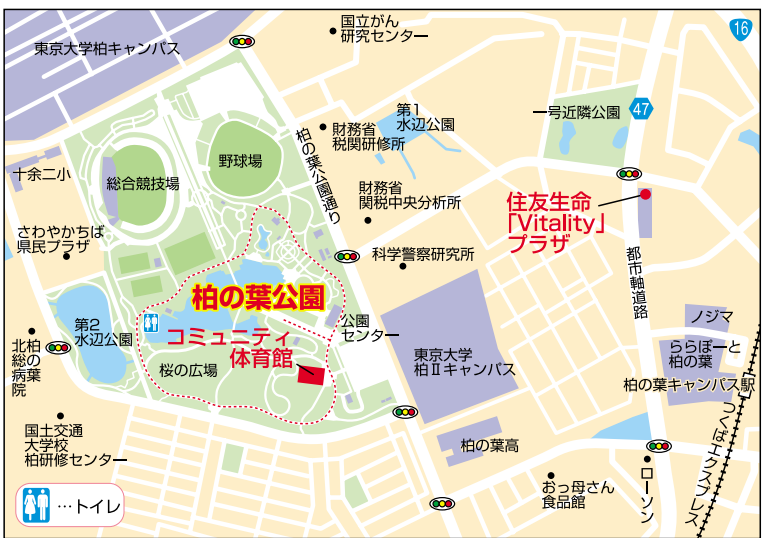 東京大学柏キャンパス
国立がん
研究センター
16
財務省
税関研修所
第1
水辺公園
一号近隣公園
47
柏の葉公園通り
野球場
総合競技場
十余二小
財務省
関税中央分析所
住友生命
「Vitality」
プラザ
さわやかちば
県民プラザ
科学警察研究所
都市軸道路
柏の葉公園
公園
センター
第2
水辺公園
コミュニティ
体育館
桜の広場
東京大学
柏Ⅱキャンパス
ノジマ
ららぽーと
柏の葉
柏の葉キャンパス駅
北柏
総の
病葉
院
国土交通
大学校
柏研修センター
柏の葉高
おっ母さん
食品館
ローソン
つくばエクスプレス
…トイレ